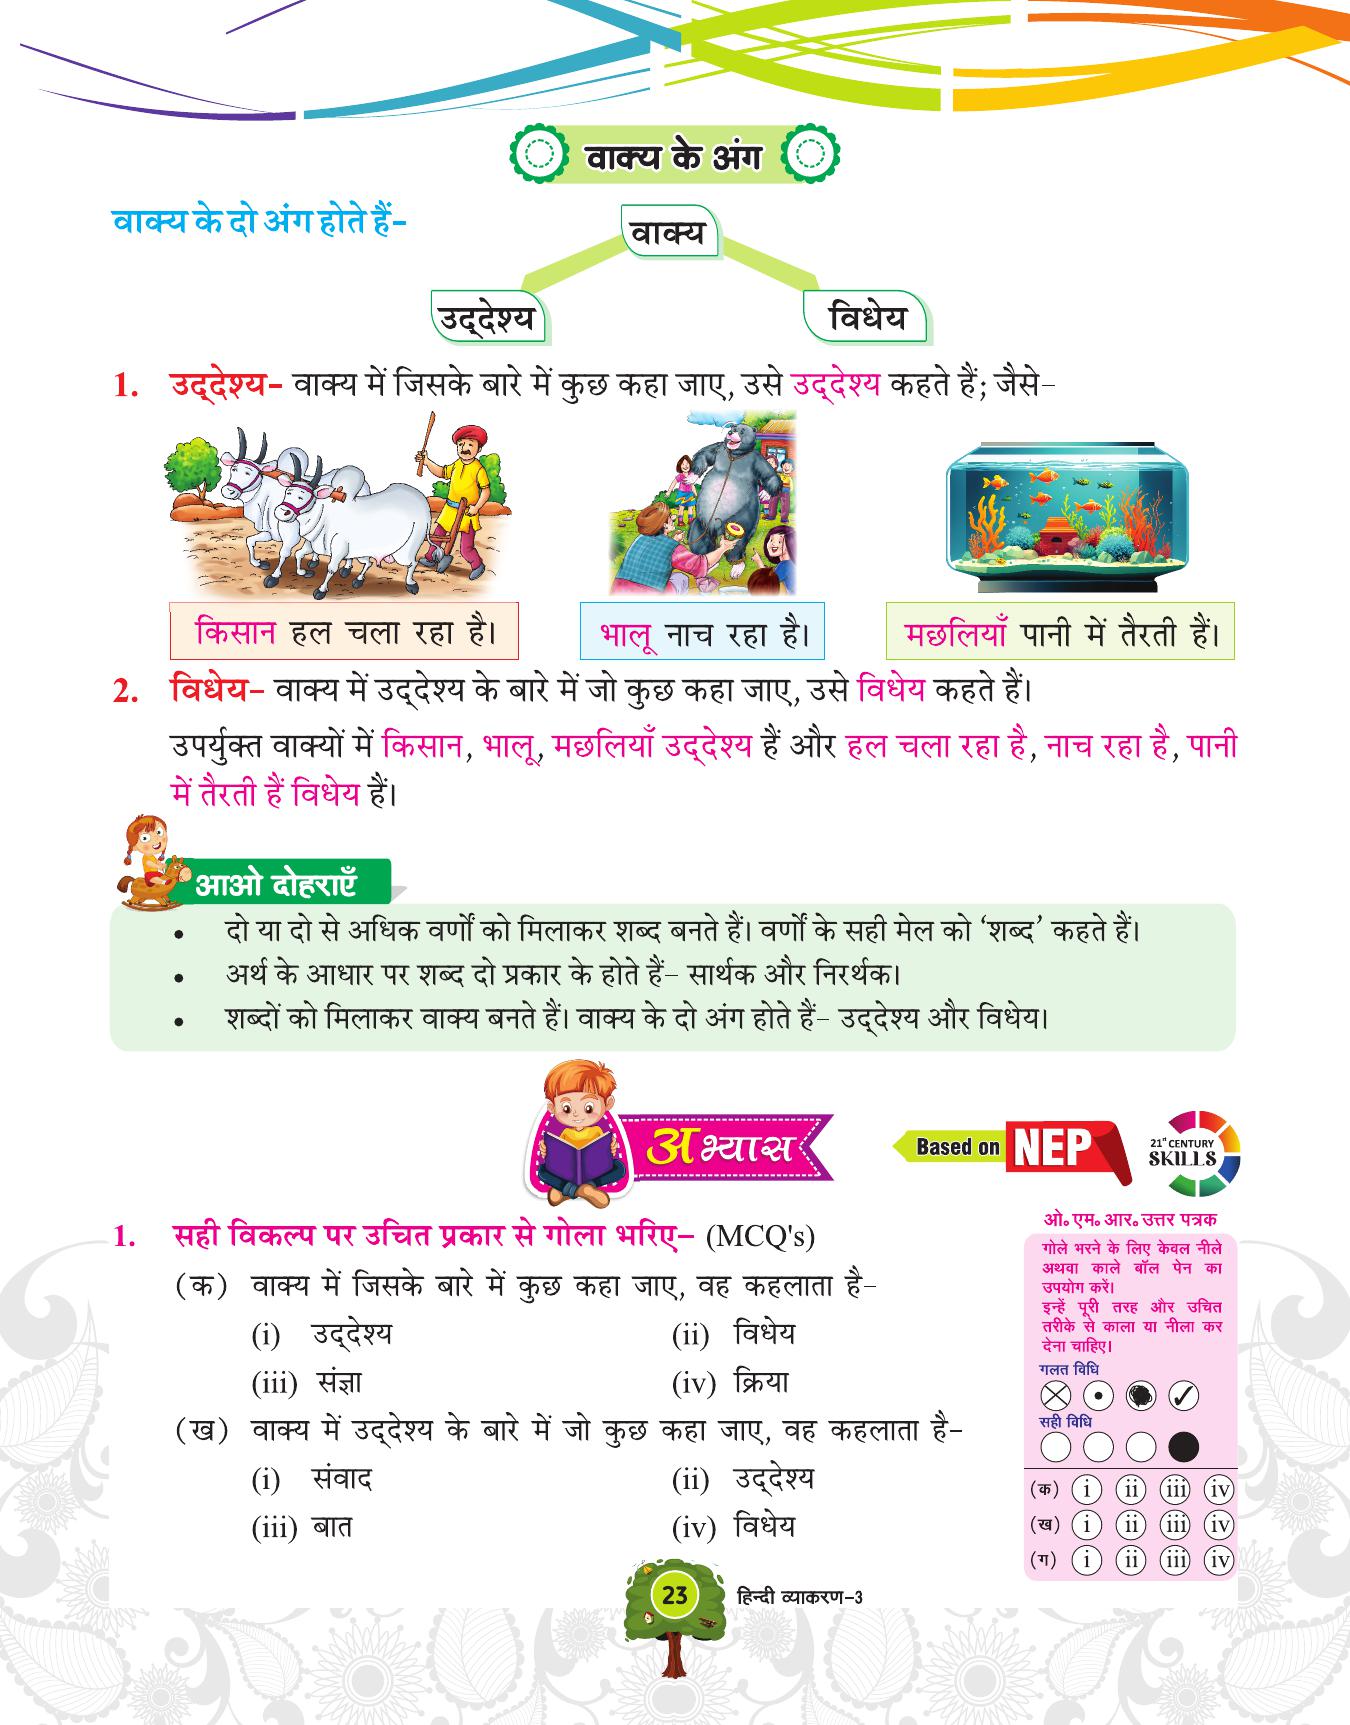 वाक्य के अंग
वाक्य के दो अंग होते हैं-
वाक्य
उद्देश्य
विधेय
1. उद्देश्य- वाक्य में जिसके बारे में कुछ कहा जाए, उसे उद्देश्य कहते हैं; जैसे-
किसान हल चला रहा है।
भालू नाच रहा है।
मछलियाँ पानी में तैरती हैं।
2. विधेय- वाक्य में उद्देश्य के बारे में जो कुछ कहा जाए, उसे विधेय कहते हैं।
उपर्युक्त वाक्यों में किसान, भालू, मछलियाँ उद्देश्य हैं और हल चला रहा है, नाच रहा है, पानी
में तैरती हैं विधेय हैं।
आओ दोहराएँ
• दो या दो से अधिक वर्णों को मिलाकर शब्द बनते हैं। वर्णों के सही मेल को ‘शब्द’ कहते हैं।
• अर्थ के आधार पर शब्द दो प्रकार के होते हैं- सार्थक और निरर्थक।
• शब्दों को मिलाकर वाक्य बनते हैं। वाक्य के दो अंग होते हैं- उद्देश्य और विधेय।
अभ्यास
Based on NEP
21st CENTURY
SKILLS
1. सही विकल्प पर उचित प्रकार से गोला भरिए- (MCQ's)
(क) वाक्य में जिसके बारे में कुछ कहा जाए, वह कहलाता है-
(i) उद्देश्य (ii) विधेय
(iii) संज्ञा (iv) क्रिया
(ख) वाक्य में उद्देश्य के बारे में जो कुछ कहा जाए, वह कहलाता है-
(i) संवाद (ii) उद्देश्य
(iii) बात (iv) विधेय
ओ॰ एम॰ आर॰ उत्तर पत्रक
गोले भरने के लिए केवल नीले
अथवा काले बॉल पेन का
उपयोग करें।
इन्हें पूरी तरह और उचित
तरीके से काला या नीला कर
देना चाहिए।
गलत विधि
सही विधि
(क) i ii iii iv
(ख) i ii iii iv
(ग) i ii iii iv
23
हिन्दी व्याकरण-3